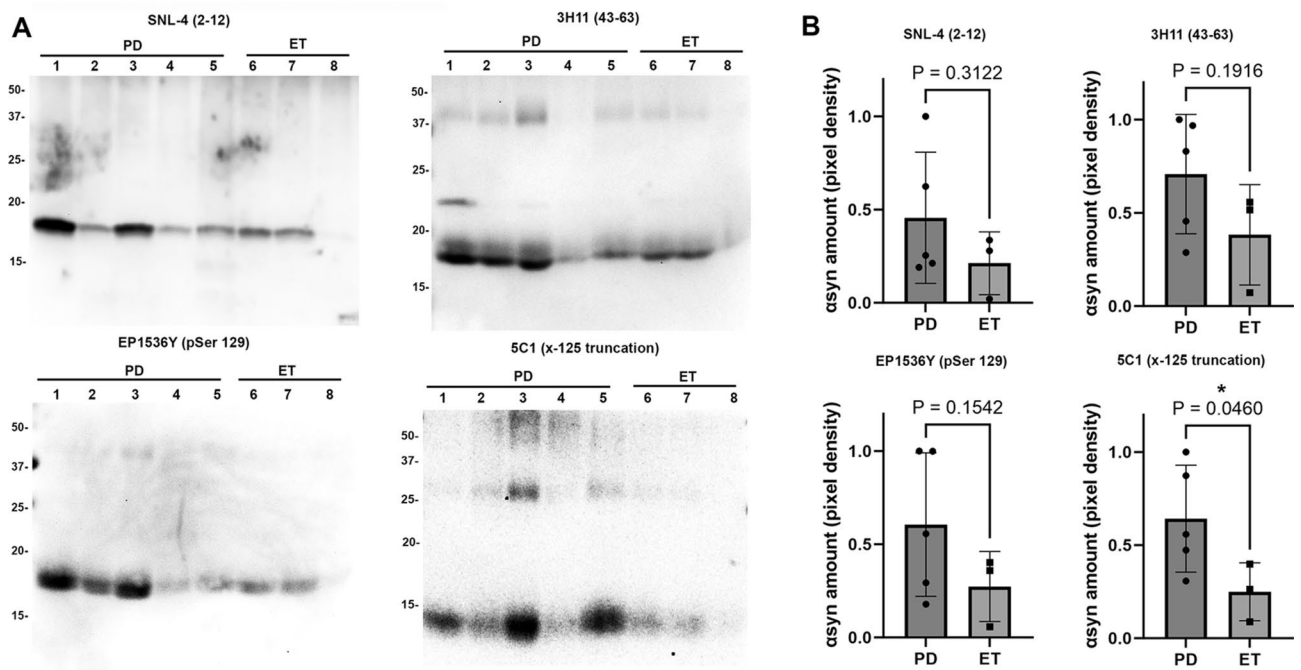 A
SNL-4 (2-12)
PD ET
1 2 3 4 5 6 7 8
50-
37-
25-
20-
15-
3H11 (43-63)
PD ET
1 2 3 4 5 6 7 8
50-
37-
25-
20-
15-
EP1536Y (pSer 129)
PD ET
1 2 3 4 5 6 7 8
50-
37-
25-
20-
15-
5C1 (x-125 truncation)
PD ET
1 2 3 4 5 6 7 8
50-
37-
25-
20-
15-
B
SNL-4 (2-12)
P = 0.3122
αsyn amount (pixel density)
1.0
0.5
0.0
PD ET
3H11 (43-63)
P = 0.1916
αsyn amount (pixel density)
1.0
0.5
0.0
PD ET
EP1536Y (pSer 129)
P = 0.1542
αsyn amount (pixel density)
1.0
0.5
0.0
PD ET
5C1 (x-125 truncation)
*
P = 0.0460
αsyn amount (pixel density)
1.0
0.5
0.0
PD ET